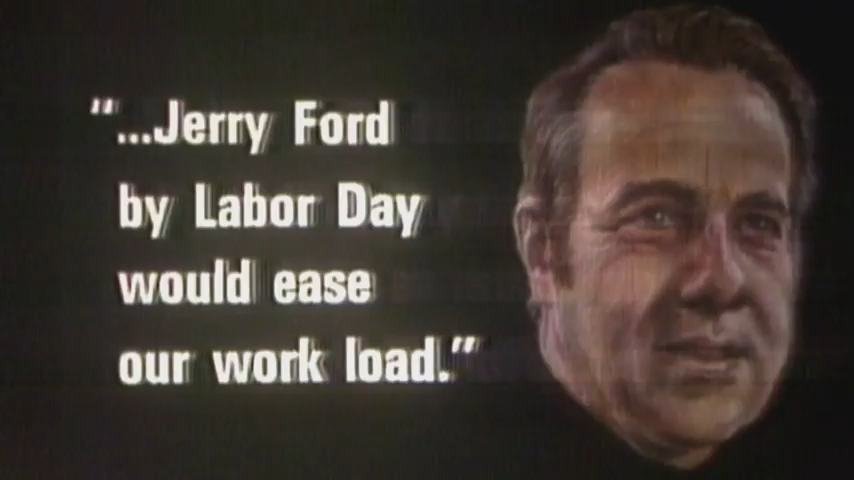 “...Jerry Ford
by Labor Day
would ease
our work load.”